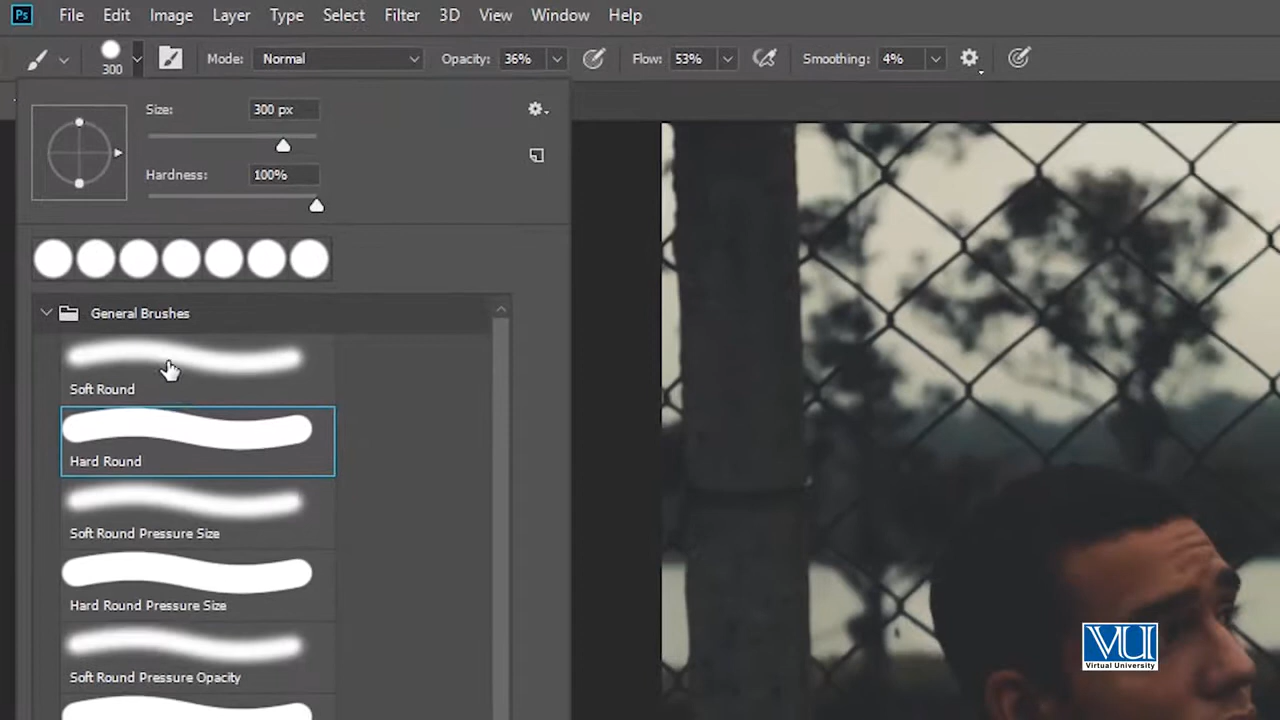 Ps File Edit Image Layer Type Select Filter 3D View Window Help
300 Mode: Normal Opacity: 36% Flow: 53% Smoothing: 4%
Size: 300 px
Hardness: 100%
General Brushes
Soft Round
Hard Round
Soft Round Pressure Size
Hard Round Pressure Size
Soft Round Pressure Opacity
VU
Virtual University